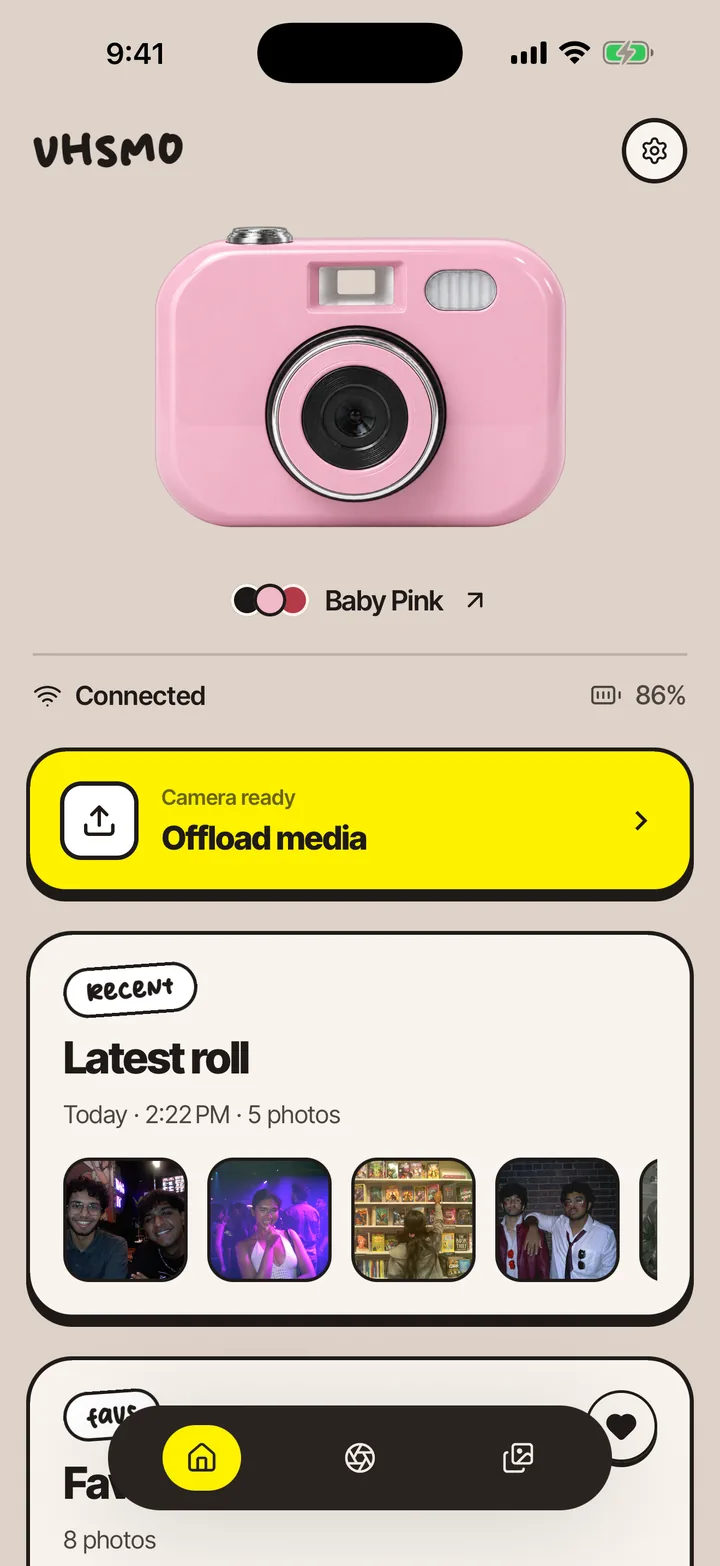 9:41
VHSMO
Baby Pink
Connected
86%
Camera ready
Offload media
RECENT
Latest roll
Today · 2:22 PM · 5 photos
favs
8 photos